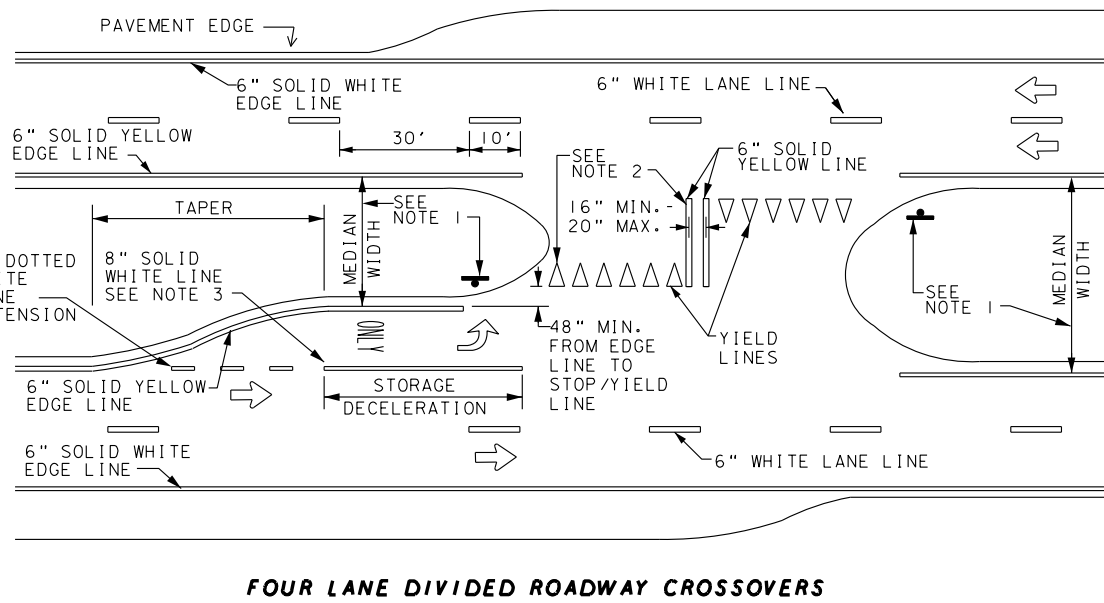 PAVEMENT EDGE
6" SOLID WHITE
EDGE LINE
6" WHITE LANE LINE
6" SOLID YELLOW
EDGE LINE
30'
10'
SEE
NOTE 2
6" SOLID
YELLOW LINE
TAPER
MEDIAN
WIDTH
SEE
NOTE 1
16" MIN.
20" MAX.
DOTTED
8" SOLID
WHITE LINE
SEE NOTE 3
MEDIAN
WIDTH
SEE
NOTE 1
ONLY
48" MIN.
FROM EDGE
LINE TO
STOP/YIELD
LINE
YIELD
LINES
6" SOLID YELLOW
EDGE LINE
STORAGE
DECELERATION
6" SOLID WHITE
EDGE LINE
6" WHITE LANE LINE
FOUR LANE DIVIDED ROADWAY CROSSOVERS